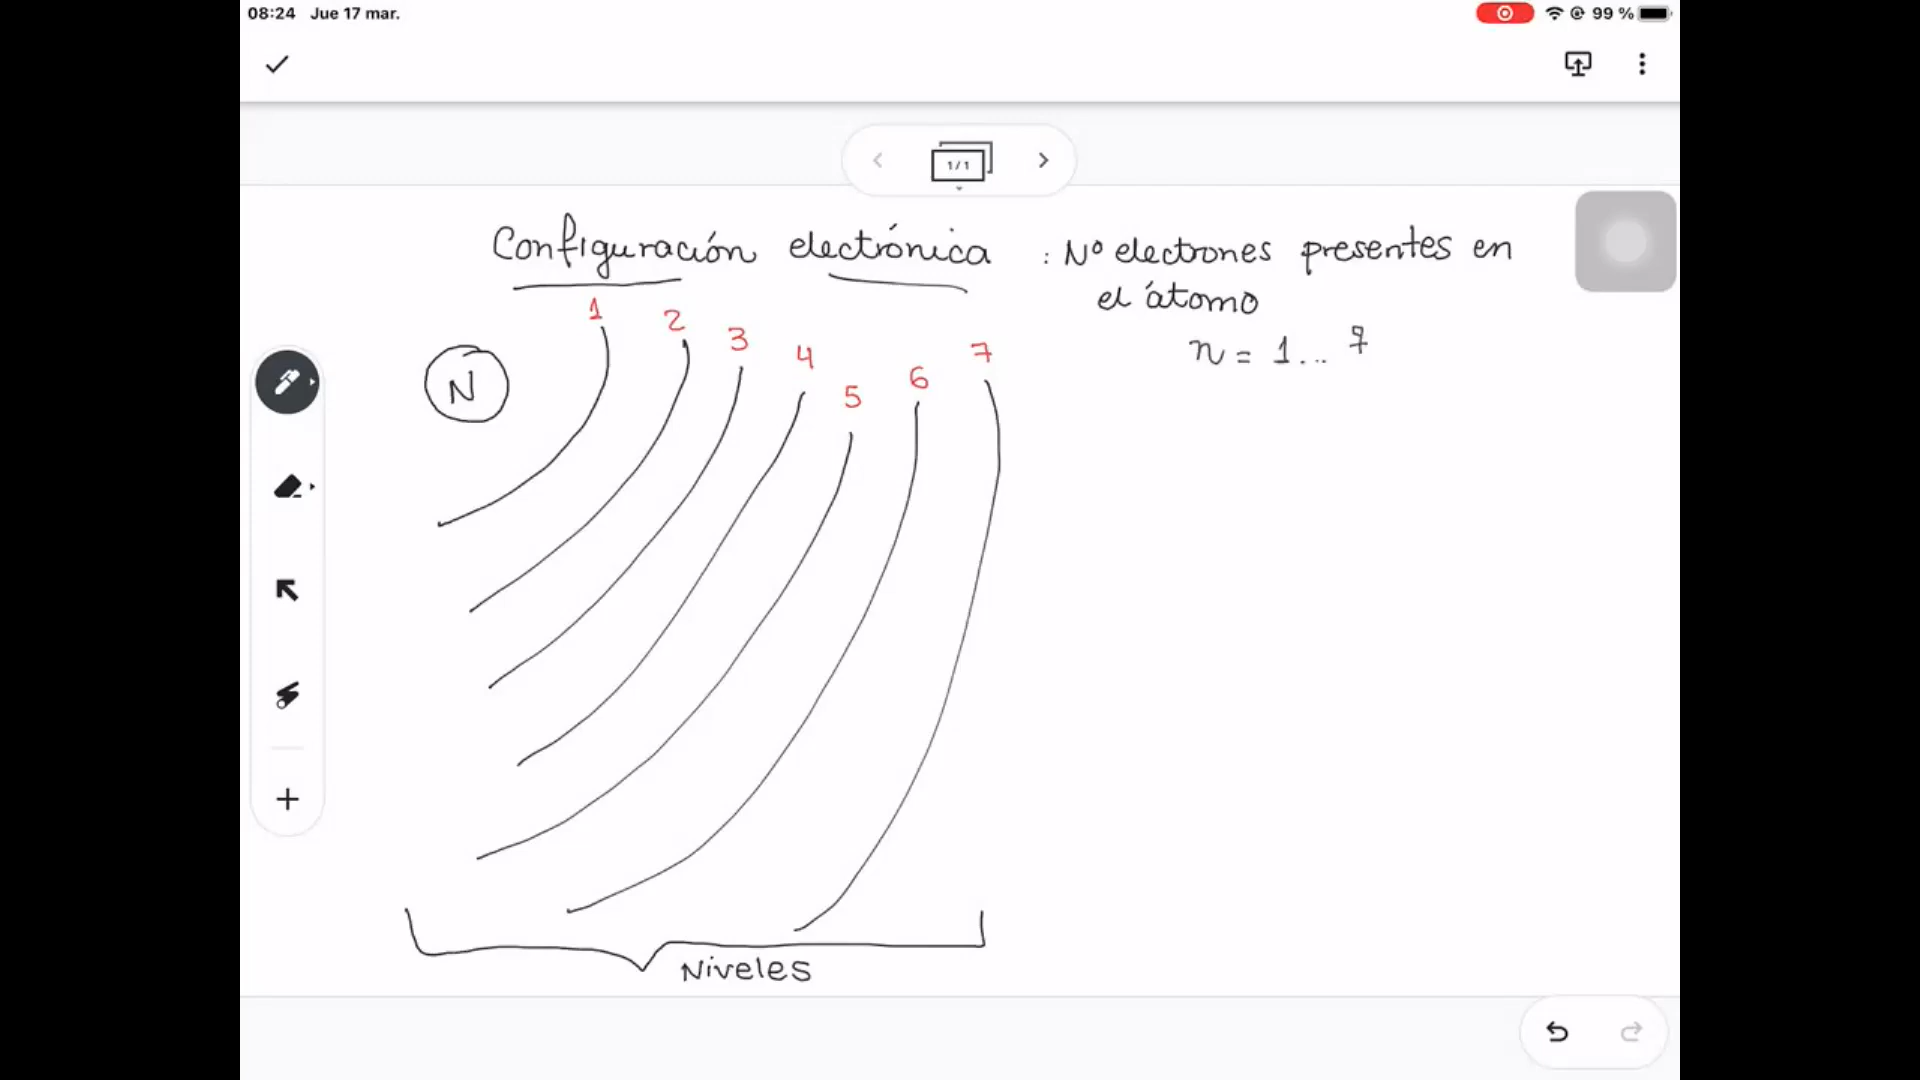 08:24 Jue 17 mar.
99 %
1/1
Configuración electrónica : Nº electrones presentes en
el átomo
n = 1... 7
1 2 3 4 5 6 7
N
Niveles